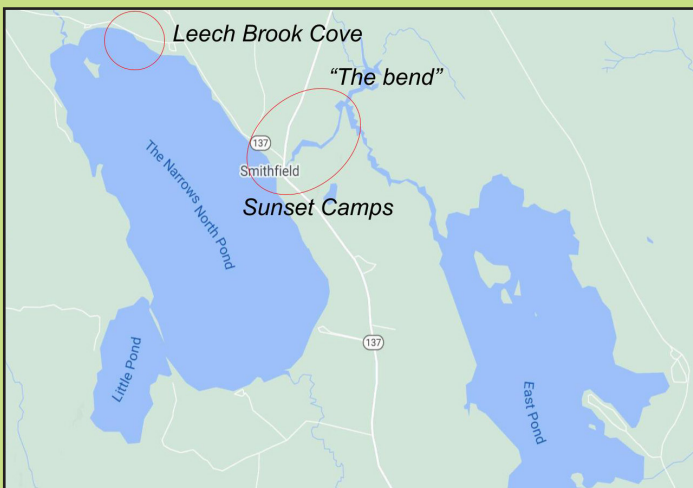 Leech Brook Cove
“The bend”
137
Smithfield
Sunset Camps
The Narrows North Pond
137
Little Pond
East Pond